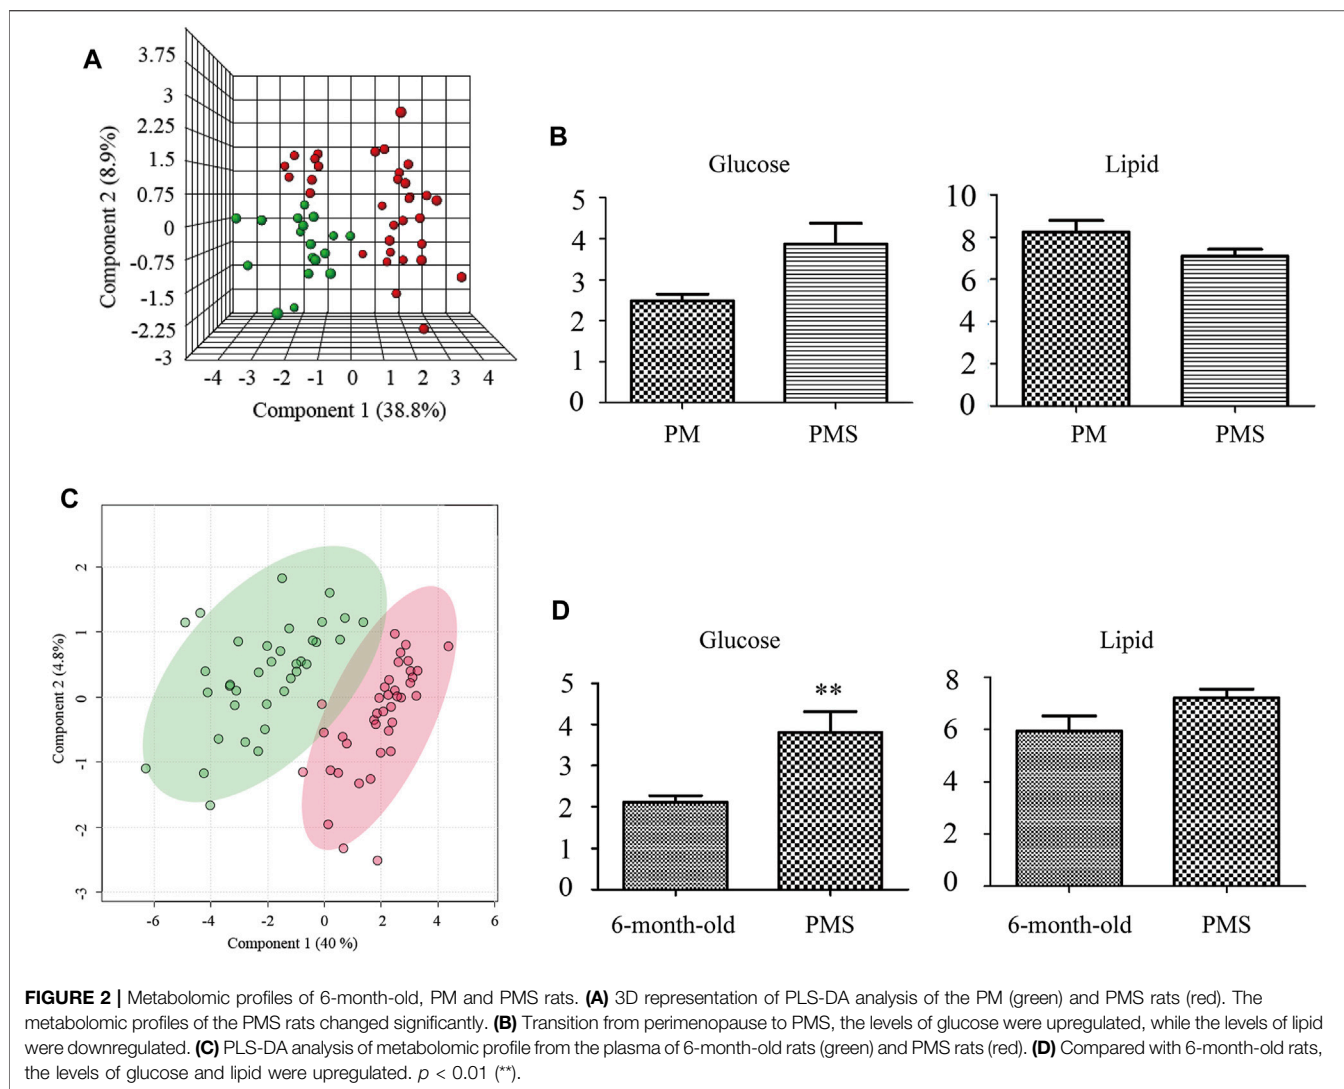 A
3.75
3
2.25
1.5
0.75
0
-0.75
-1.5
-2.25
-3
Component 2 (8.9%)
-4 -3 -2 -1 0 1 2 3 4
Component 1 (38.8%)
B
Glucose
5
4
3
2
1
0
PM PMS
Lipid
10
8
6
4
2
0
PM PMS
C
2
1
0
-1
-2
-3
Component 2 (4.8%)
-6 -4 -2 0 2 4 6
Component 1 (40 %)
D
Glucose
5
4
3
2
1
0
**
6-month-old PMS
Lipid
8
6
4
2
0
6-month-old PMS
FIGURE 2 | Metabolomic profiles of 6-month-old, PM and PMS rats. (A) 3D representation of PLS-DA analysis of the PM (green) and PMS rats (red). The
metabolomic profiles of the PMS rats changed significantly. (B) Transition from perimenopause to PMS, the levels of glucose were upregulated, while the levels of lipid
were downregulated. (C) PLS-DA analysis of metabolomic profile from the plasma of 6-month-old rats (green) and PMS rats (red). (D) Compared with 6-month-old rats,
the levels of glucose and lipid were upregulated. p < 0.01 (**).